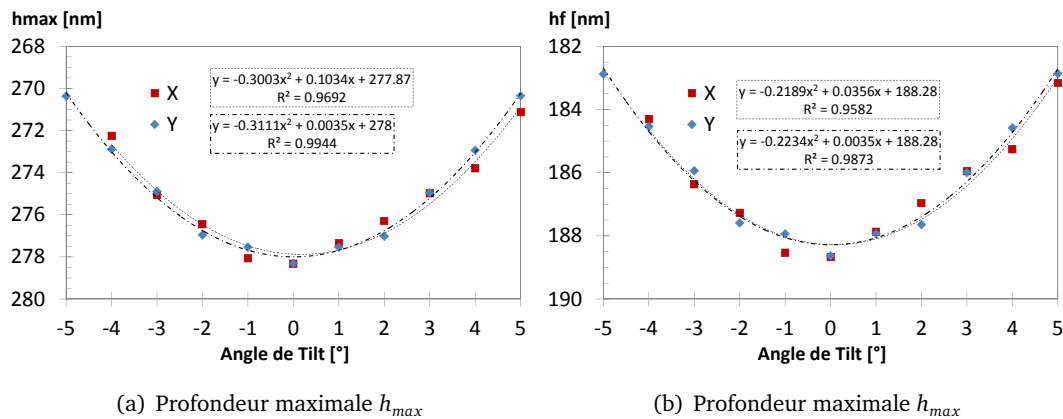 hmax [nm]
268
270
272
274
276
278
280
-5 -4 -3 -2 -1 0 1 2 3 4 5
Angle de Tilt [°]
X
Y
y = -0.3003x² + 0.1034x + 277.87
R² = 0.9692
y = -0.3111x² + 0.0035x + 278
R² = 0.9944
(a) Profondeur maximale hmax
hf [nm]
182
184
186
188
190
-5 -4 -3 -2 -1 0 1 2 3 4 5
Angle de Tilt [°]
X
Y
y = -0.2189x² + 0.0356x + 188.28
R² = 0.9582
y = -0.2234x² + 0.0035x + 188.28
R² = 0.9873
(b) Profondeur maximale hmax